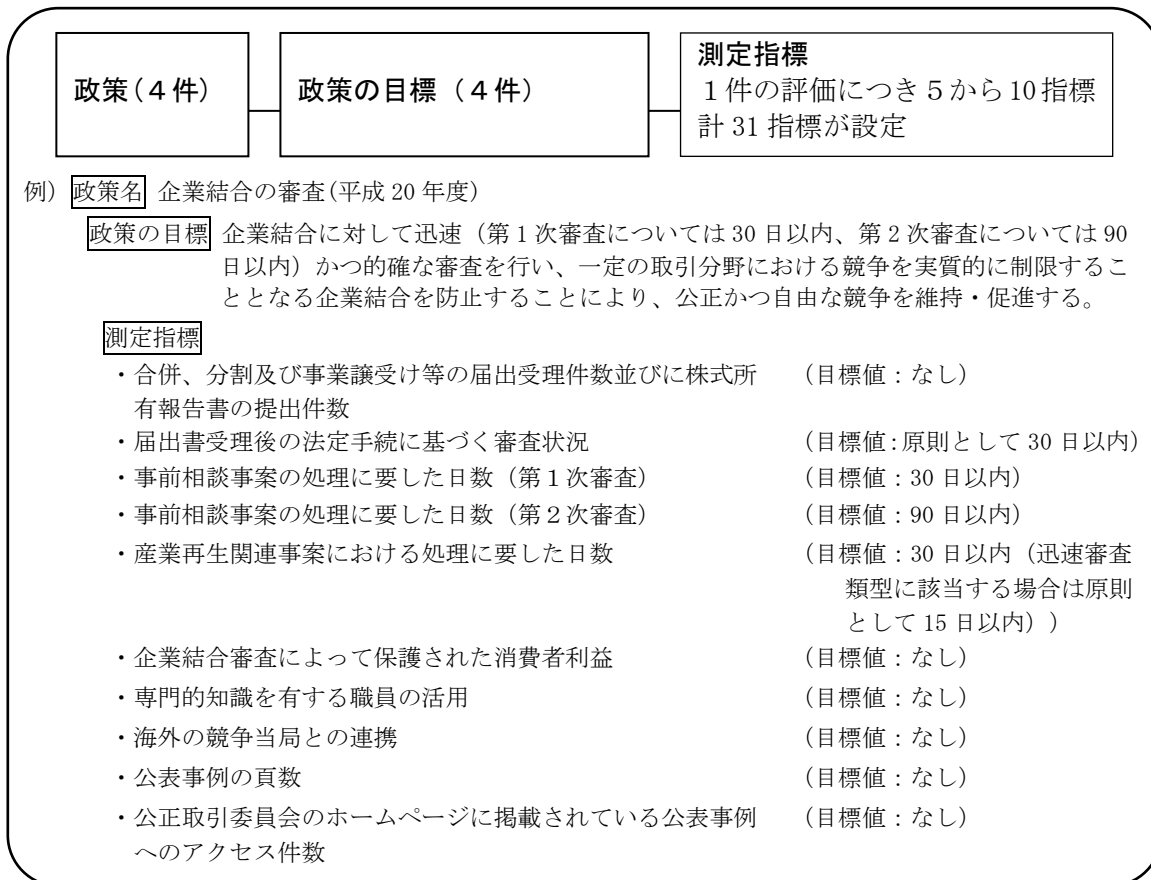 政策(４件)
政策の目標（４件）
測定指標
１件の評価につき５から10指標
計31指標が設定
例）政策名 企業結合の審査(平成20年度)
政策の目標 企業結合に対して迅速（第１次審査については30日以内、第２次審査については90
日以内）かつ的確な審査を行い、一定の取引分野における競争を実質的に制限するこ
ととなる企業結合を防止することにより、公正かつ自由な競争を維持・促進する。
測定指標
・合併、分割及び事業譲受け等の届出受理件数並びに株式所 （目標値：なし）
有報告書の提出件数
・届出書受理後の法定手続に基づく審査状況 （目標値：原則として30日以内）
・事前相談事案の処理に要した日数（第１次審査） （目標値：30日以内）
・事前相談事案の処理に要した日数（第２次審査） （目標値：90日以内）
・産業再生関連事案における処理に要した日数 （目標値：30日以内（迅速審査
類型に該当する場合は原則
として15日以内））
・企業結合審査によって保護された消費者利益 （目標値：なし）
・専門的知識を有する職員の活用 （目標値：なし）
・海外の競争当局との連携 （目標値：なし）
・公表事例の頁数 （目標値：なし）
・公正取引委員会のホームページに掲載されている公表事例 （目標値：なし）
へのアクセス件数